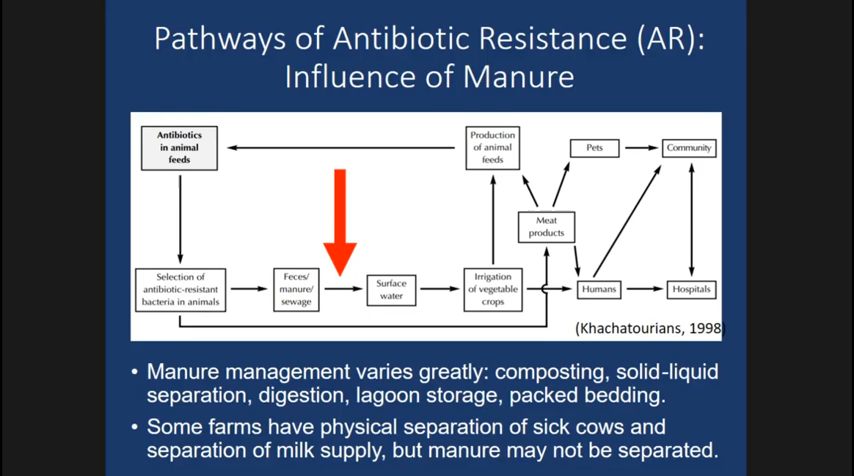 Pathways of Antibiotic Resistance (AR):
Influence of Manure
Antibiotics
in animal
feeds
Production
of animal
feeds
Pets
Community
Meat
products
Selection of
antibiotic-resistant
bacteria in animals
Feces/
manure/
sewage
Surface
water
Irrigation
of vegetable
crops
Humans
Hospitals
(Khachatourians, 1998)
• Manure management varies greatly: composting, solid-liquid
separation, digestion, lagoon storage, packed bedding.
• Some farms have physical separation of sick cows and
separation of milk supply, but manure may not be separated.